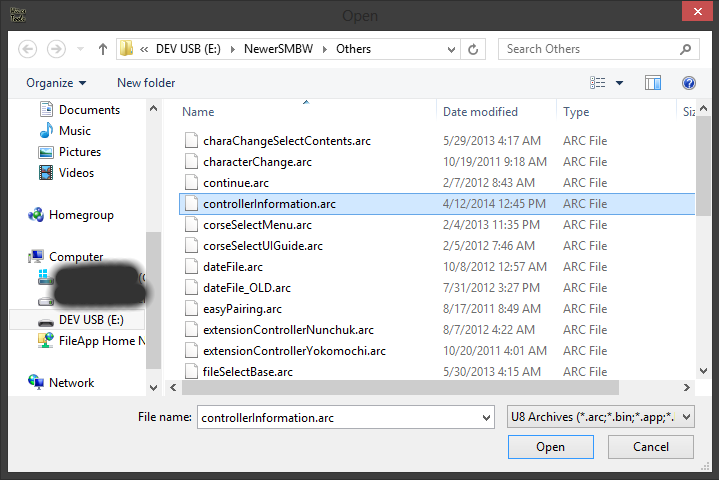 Open
« DEV USB (E:) ▸ NewerSMBW ▸ Others
Search Others
Organize
New folder
Documents
Music
Pictures
Videos
Homegroup
Computer
DEV USB (E:)
FileApp Home N
Network
Name Date modified Type Siz
charaChangeSelectContents.arc 5/29/2013 4:17 AM ARC File
characterChange.arc 10/19/2011 9:18 AM ARC File
continue.arc 2/7/2012 8:43 AM ARC File
controllerInformation.arc 4/12/2014 12:45 PM ARC File
corseSelectMenu.arc 2/4/2013 11:35 PM ARC File
corseSelectUIGuide.arc 2/5/2012 7:46 AM ARC File
dateFile.arc 10/8/2012 12:57 AM ARC File
dateFile_OLD.arc 7/31/2012 3:27 PM ARC File
easyPairing.arc 8/17/2011 8:49 AM ARC File
extensionControllerNunchuk.arc 8/7/2012 4:22 AM ARC File
extensionControllerYokomochi.arc 10/20/2011 4:01 AM ARC File
fileSelectBase.arc 5/30/2013 4:15 AM ARC File
File name: controllerInformation.arc
U8 Archives (*.arc;*.bin;*.app;*.
Open
Cancel